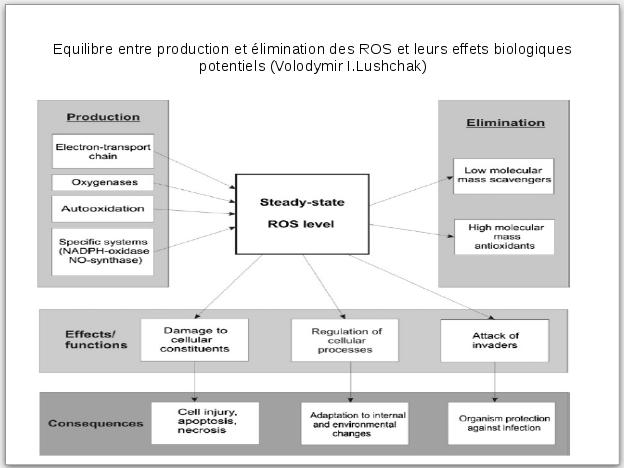 Equilibre entre production et élimination des ROS et leurs effets biologiques
potentiels (Volodymir I.Lushchak)
Production
Electron-transport
chain
Oxygenases
Autooxidation
Specific systems
(NADPH-oxidase
NO-synthase)
Steady-state
ROS level
Elimination
Low molecular
mass scavengers
High molecular
mass
antioxidants
Effects/
functions
Damage to
cellular
constituents
Regulation of
cellular
processes
Attack of
invaders
Consequences
Cell injury,
apoptosis,
necrosis
Adaptation to internal
and environmental
changes
Organism protection
against infection